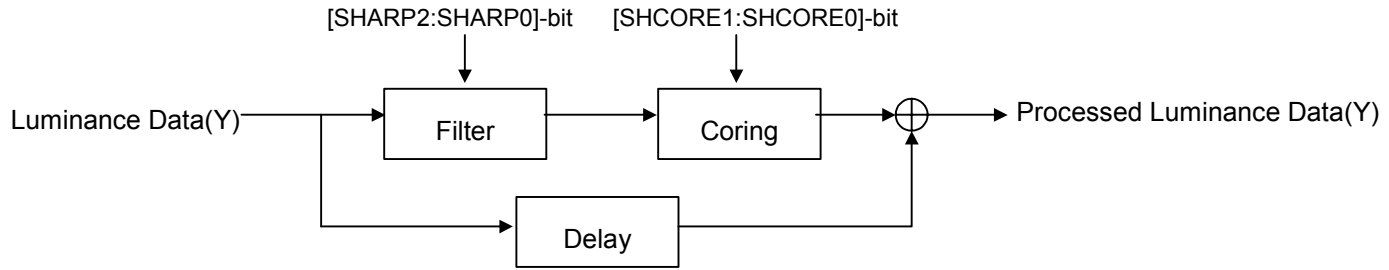 [SHARP2:SHARP0]-bit [SHCORE1:SHCORE0]-bit
Luminance Data(Y) Filter Coring Processed Luminance Data(Y)
Delay